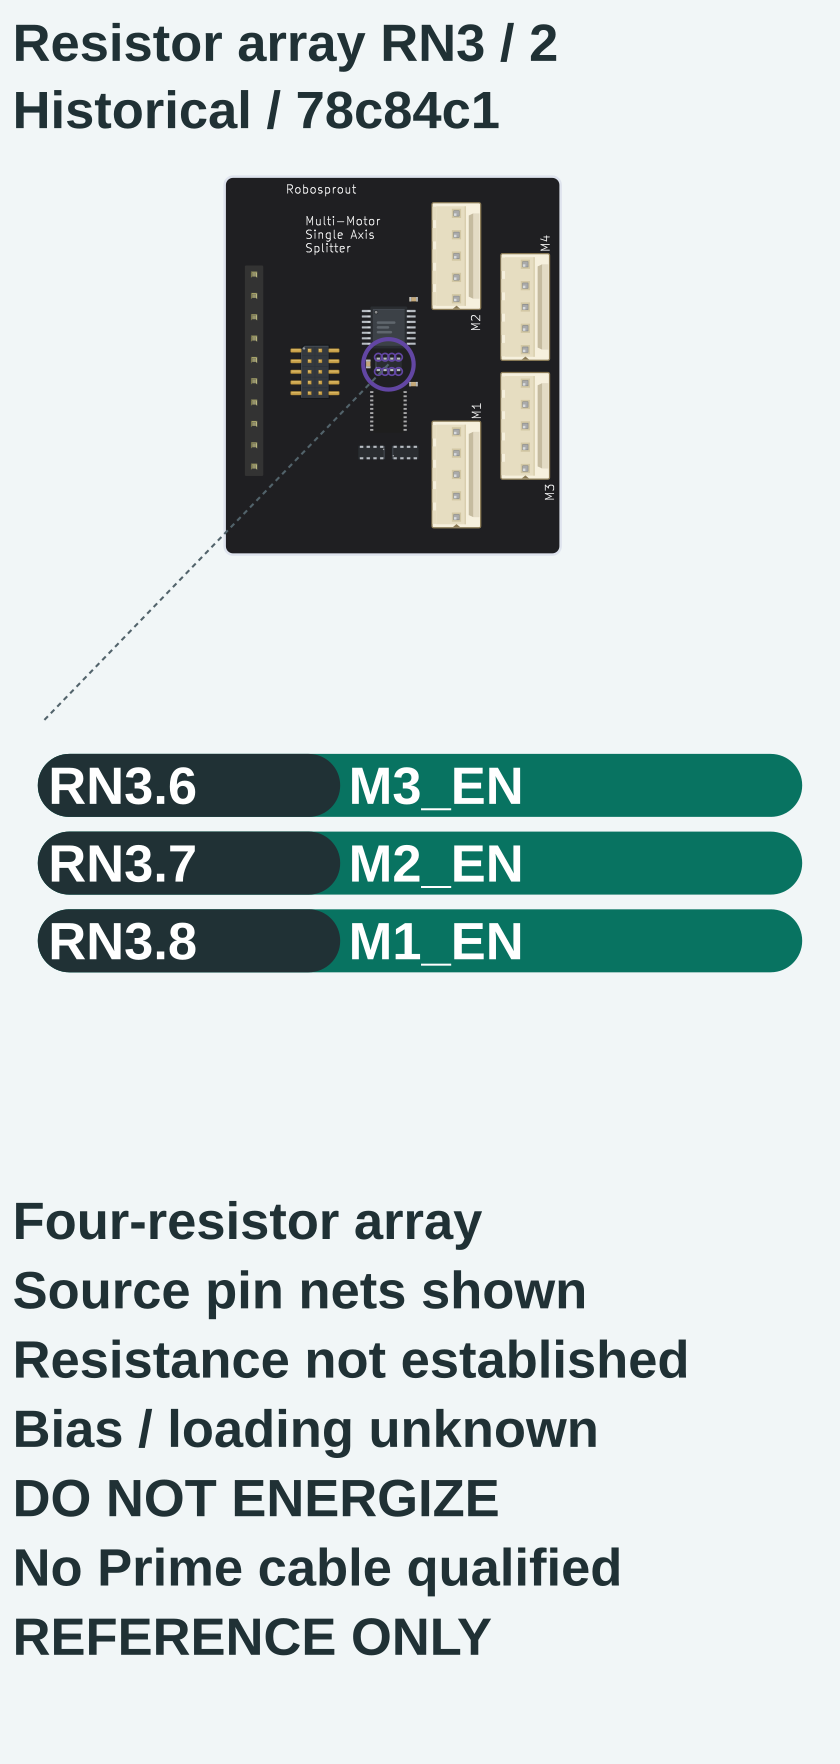 Resistor array RN3 / 2
Historical / 78c84c1
Robosprout
Multi-Motor
Single Axis
Splitter
M4
M2
M1
M3
RN3.6 M3_EN
RN3.7 M2_EN
RN3.8 M1_EN
Four-resistor array
Source pin nets shown
Resistance not established
Bias / loading unknown
DO NOT ENERGIZE
No Prime cable qualified
REFERENCE ONLY